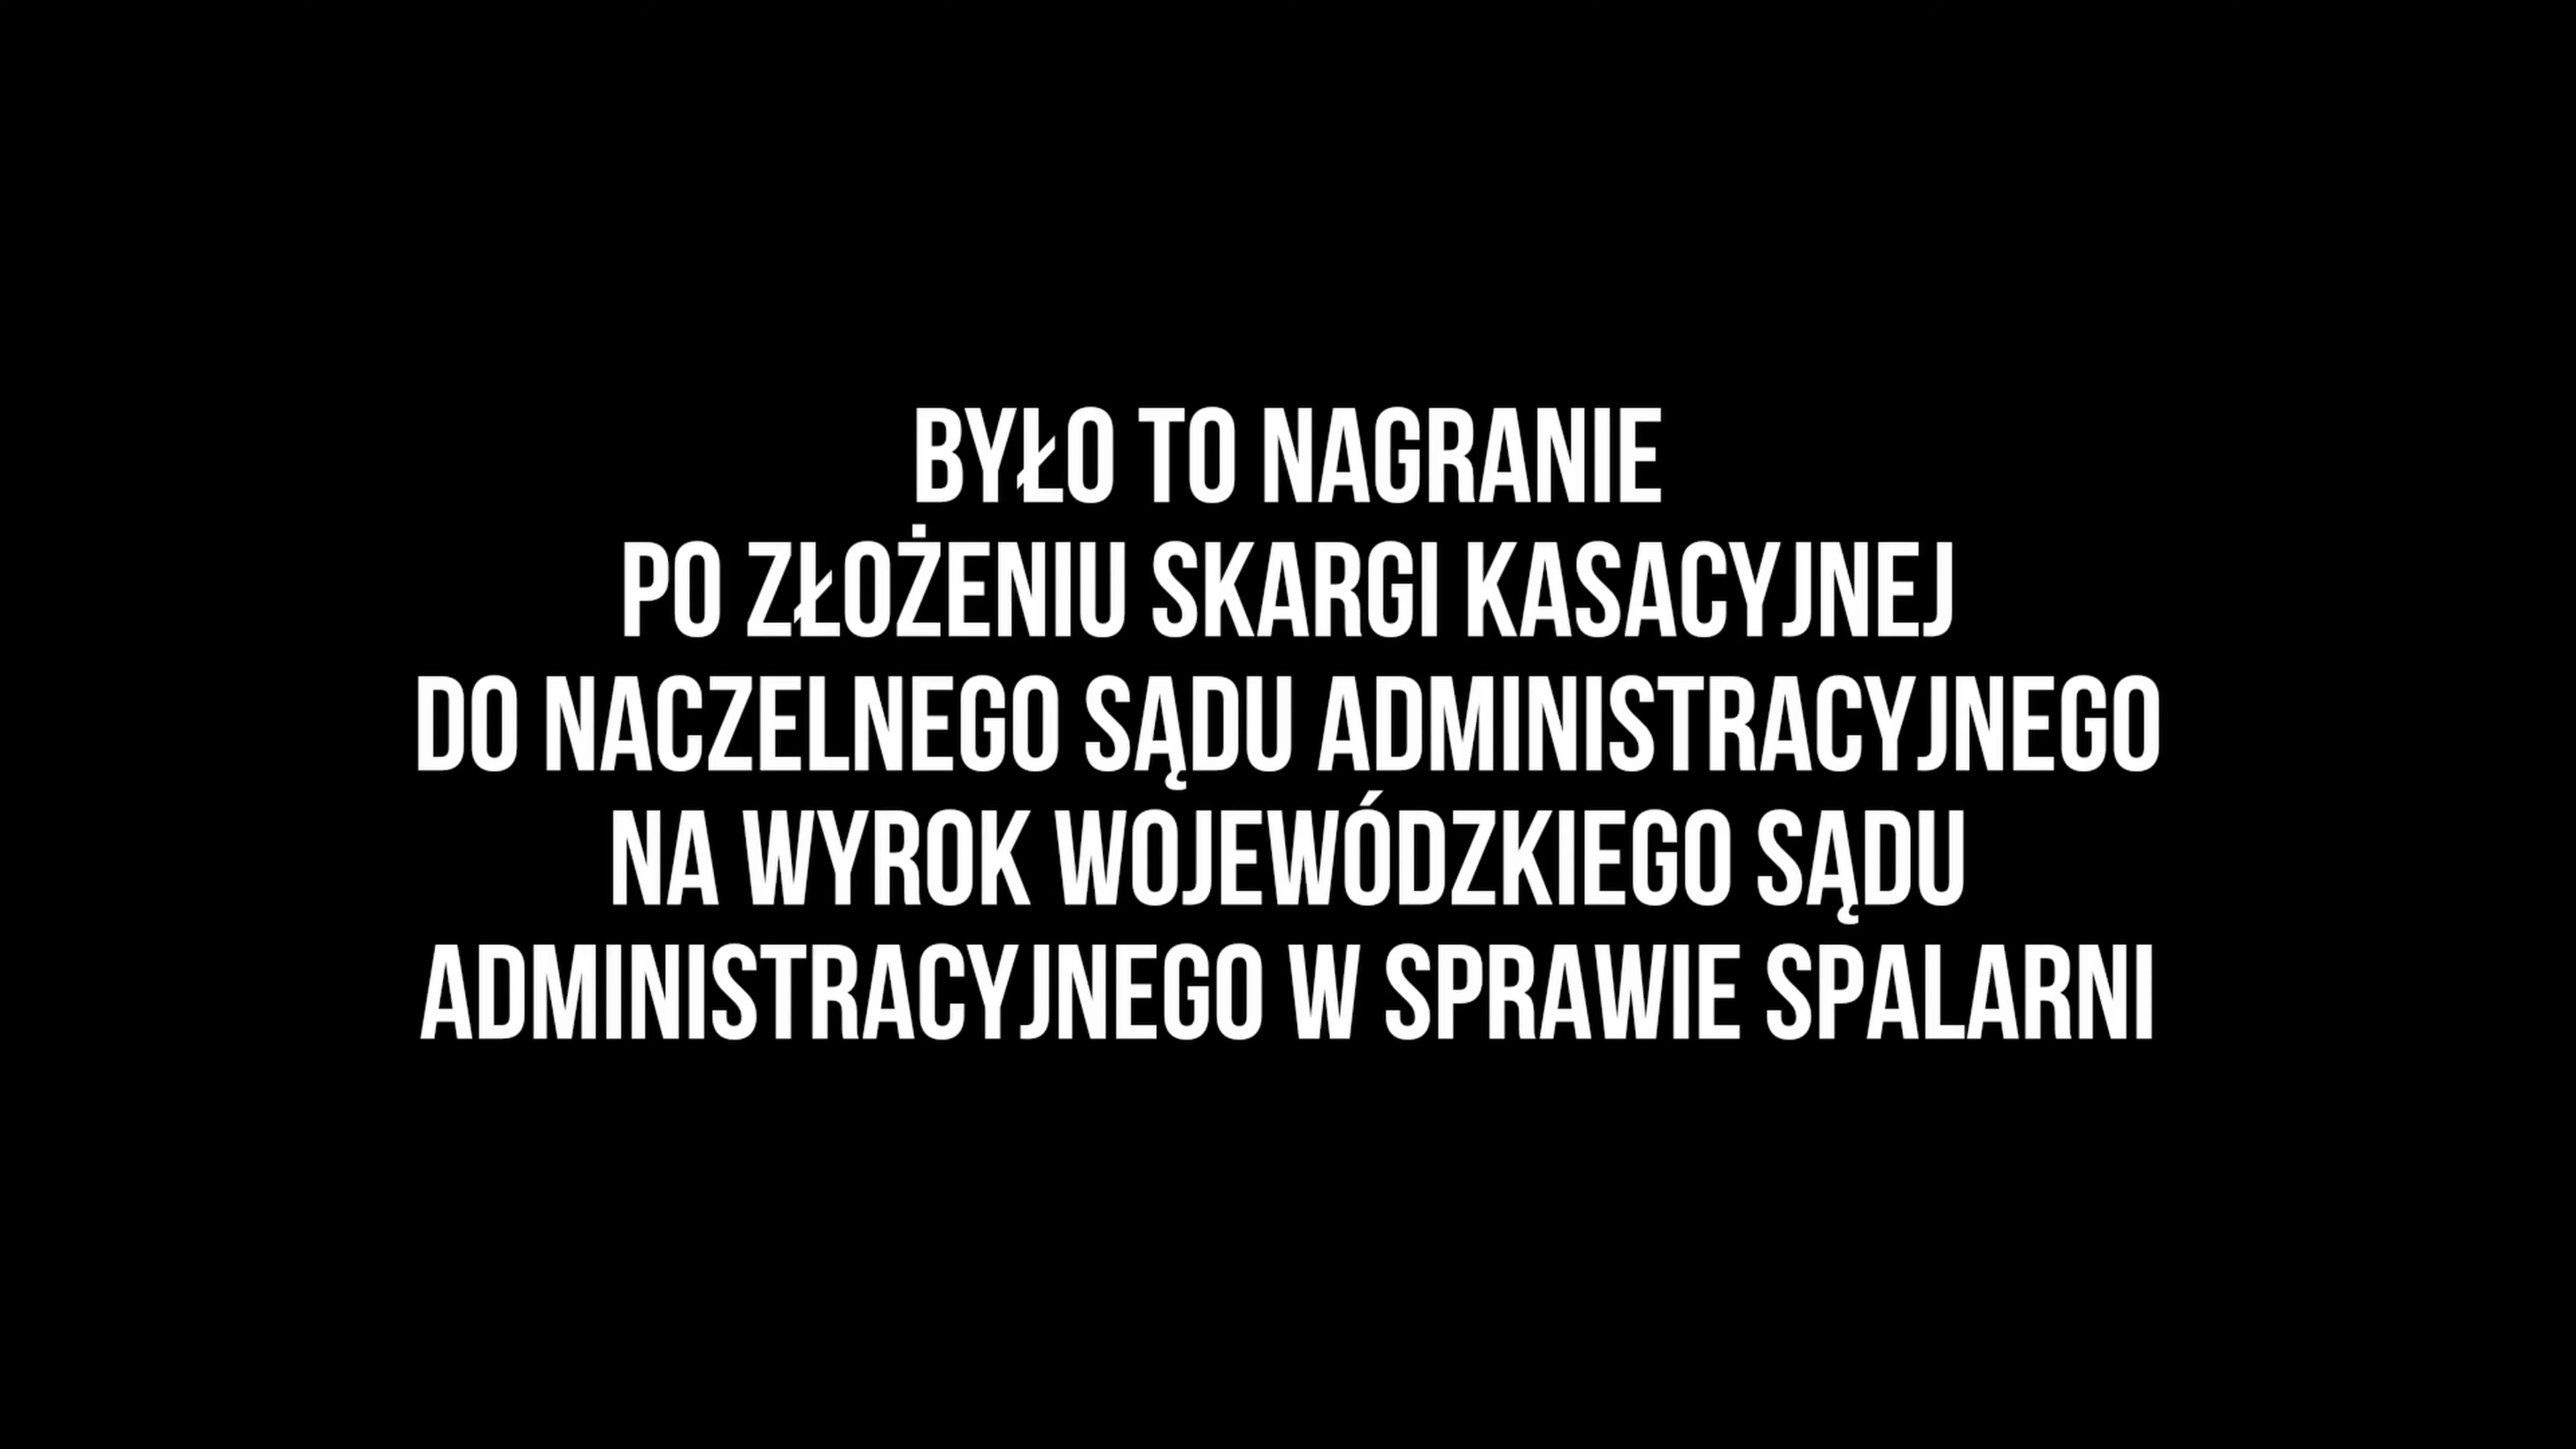 BYŁO TO NAGRANIE
PO ZŁOŻENIU SKARGI KASACYJNEJ
DO NACZELNEGO SĄDU ADMINISTRACYJNEGO
NA WYROK WOJEWÓDZKIEGO SĄDU
ADMINISTRACYJNEGO W SPRAWIE SPALARNI